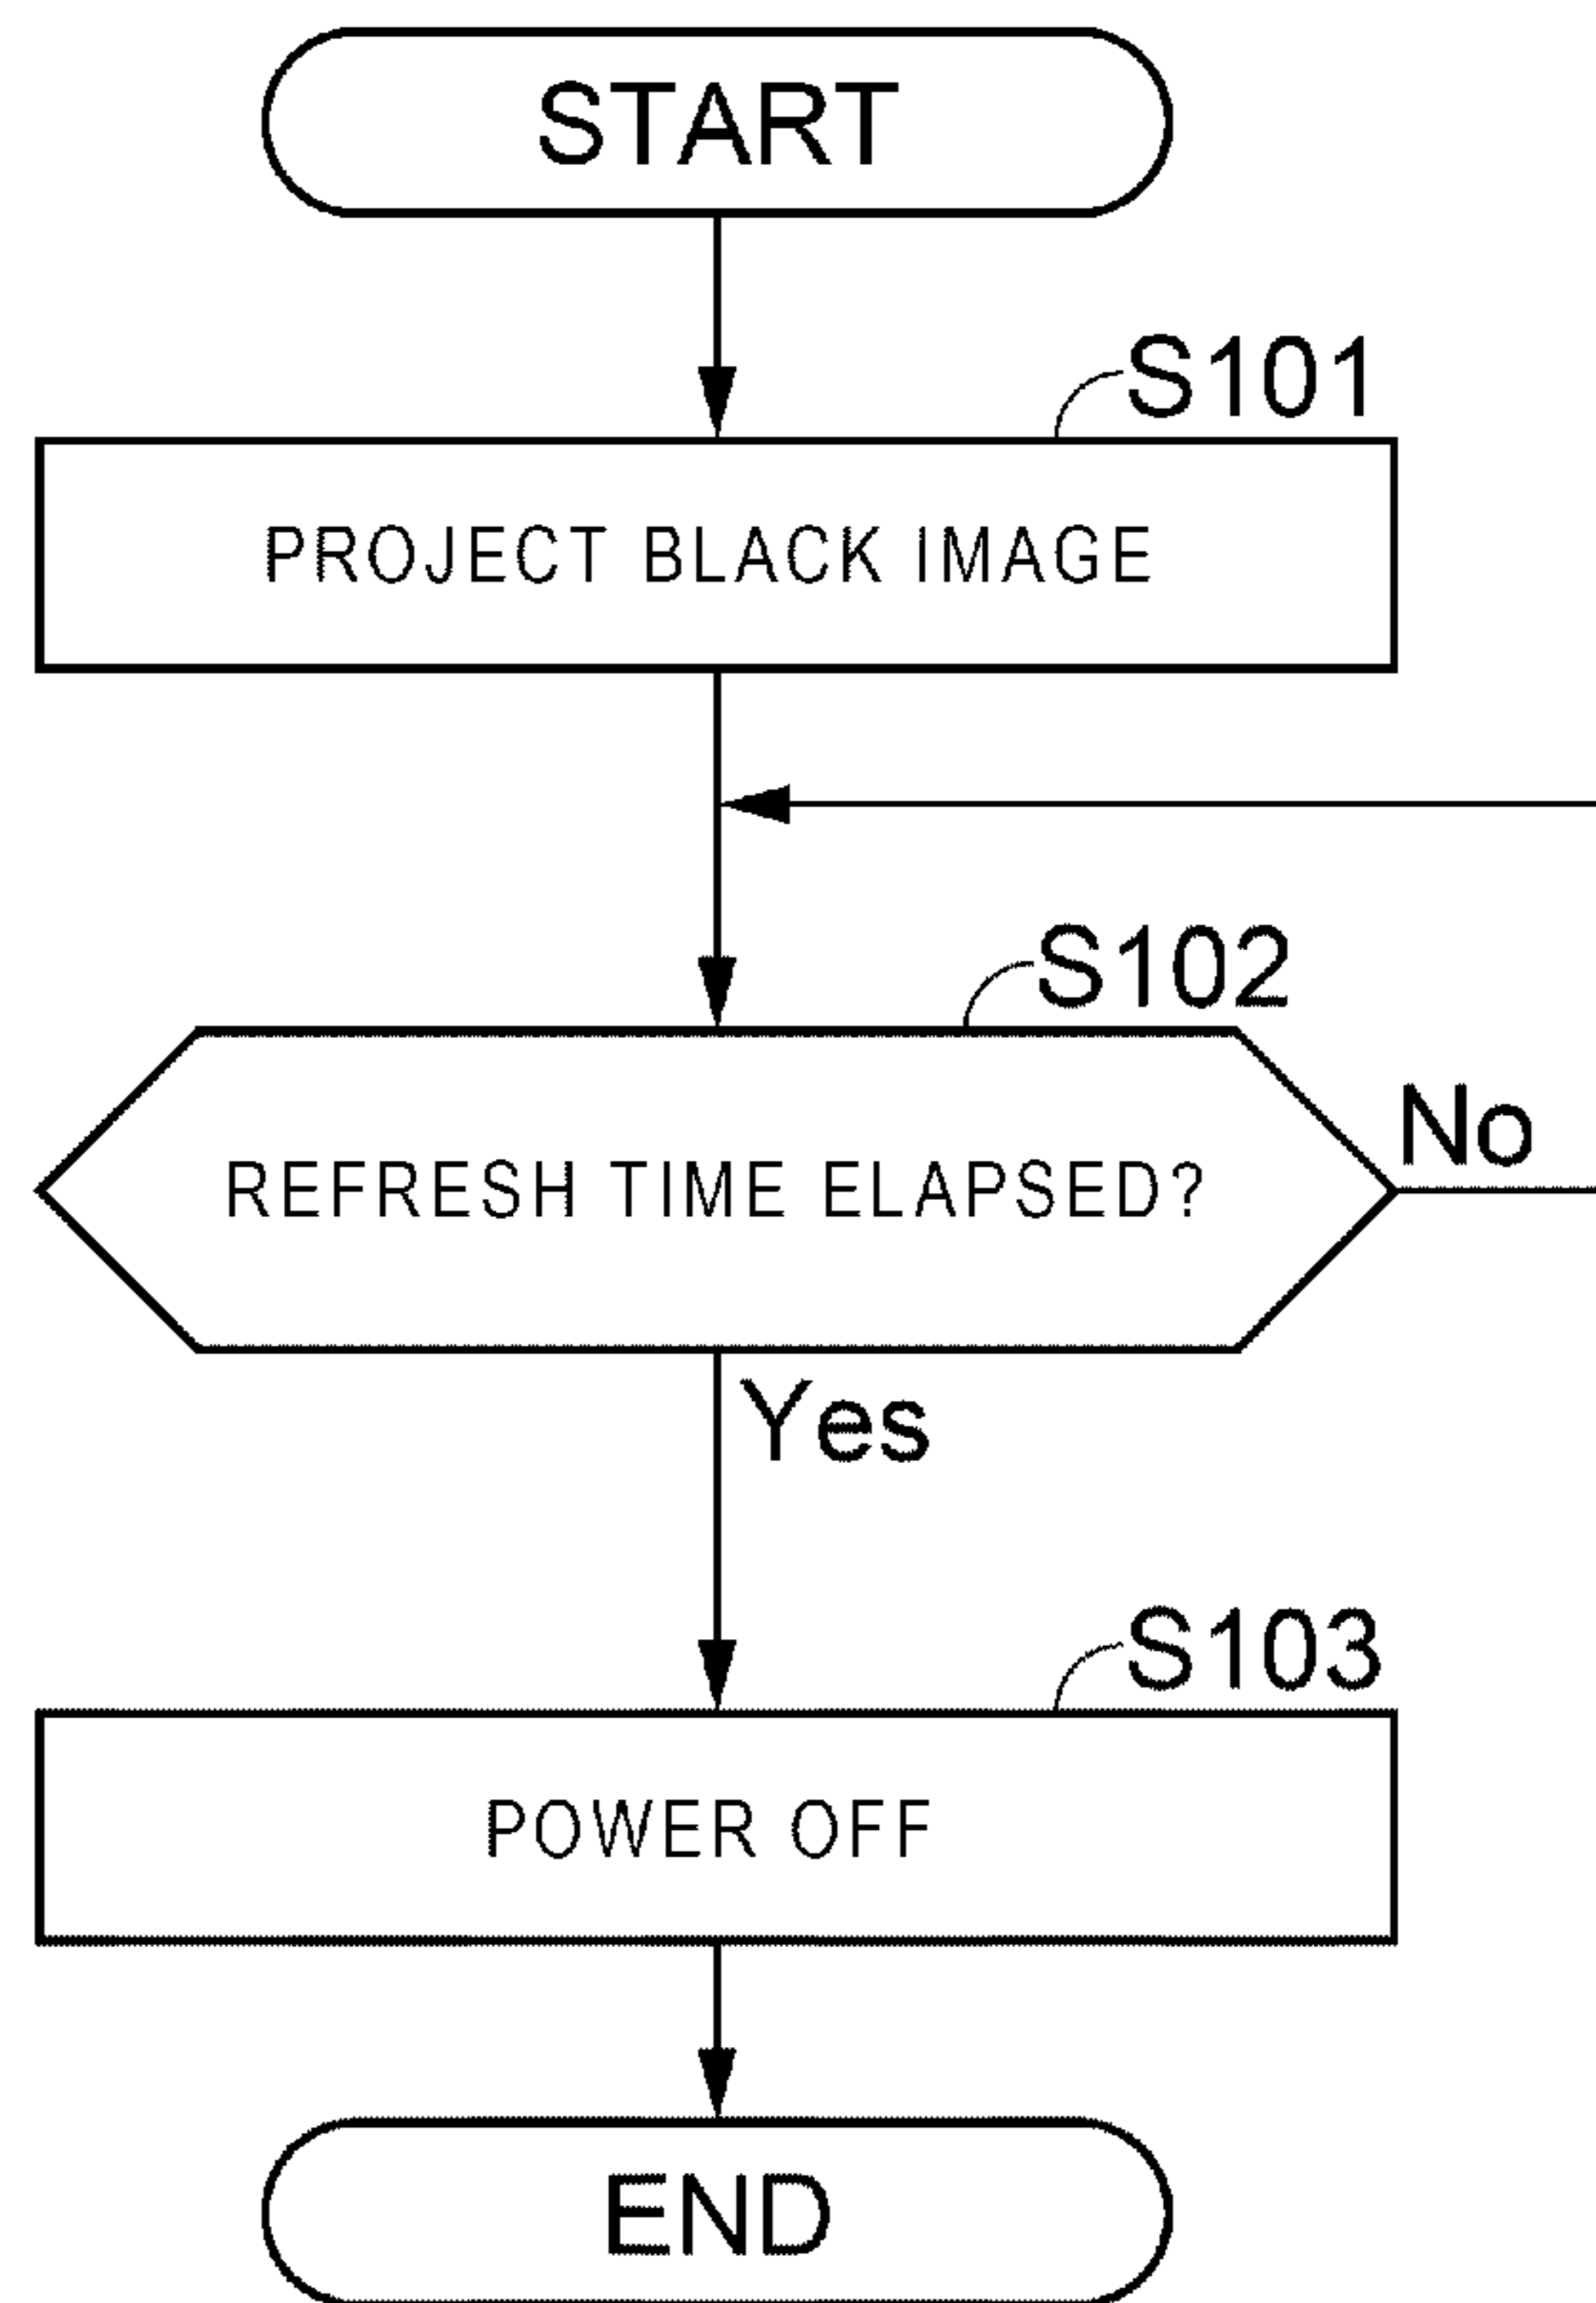 START
S101
PROJECT BLACK IMAGE
S102
REFRESH TIME ELAPSED?
No
Yes
S103
POWER OFF
END